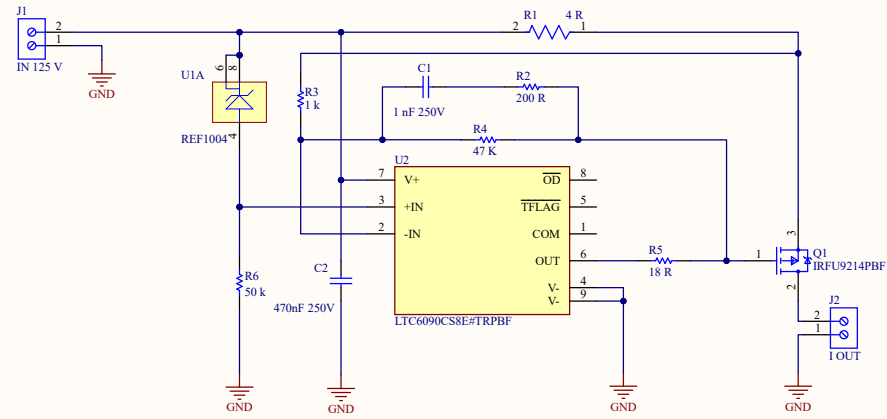 J1
2
1
IN 125 V
GND
R1
2
4 R
1
6
8
U1A
REF1004
4
R3
1 k
C1
1 nF 250V
R2
200 R
R4
47 K
U2
7
V+
3
+IN
2
-IN
OD
8
TFLAG
5
COM
1
OUT
6
V-
4
V-
9
LTC6090CS8E#TRPBF
R6
50 k
C2
470nF 250V
R5
18 R
3
1
Q1
IRFU9214PBF
2
J2
2
1
I OUT
GND
GND
GND
GND